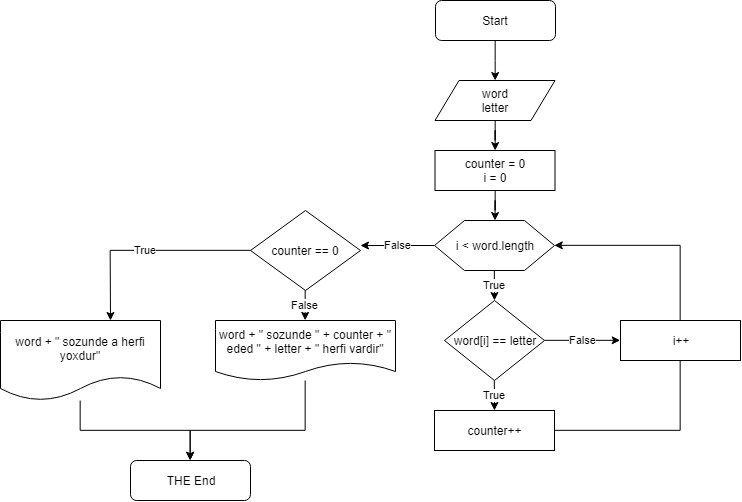 Start
word
letter
counter = 0
i = 0
i < word.length
False
counter == 0
True
False
True
word[i] == letter
False
i++
True
counter++
word + " sozunde a herfi
yoxdur"
word + " sozunde " + counter + "
eded " + letter + " herfi vardir"
THE End